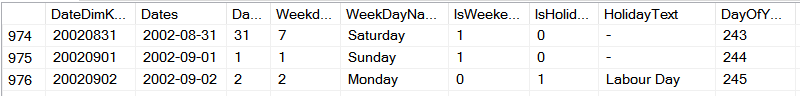 DateDimK... Dates Da... Weekd... WeekDayNa... IsWeeke... IsHolid... HolidayText DayOfY...
974 20020831 2002-08-31 31 7 Saturday 1 0 - 243
975 20020901 2002-09-01 1 1 Sunday 1 0 - 244
976 20020902 2002-09-02 2 2 Monday 0 1 Labour Day 245